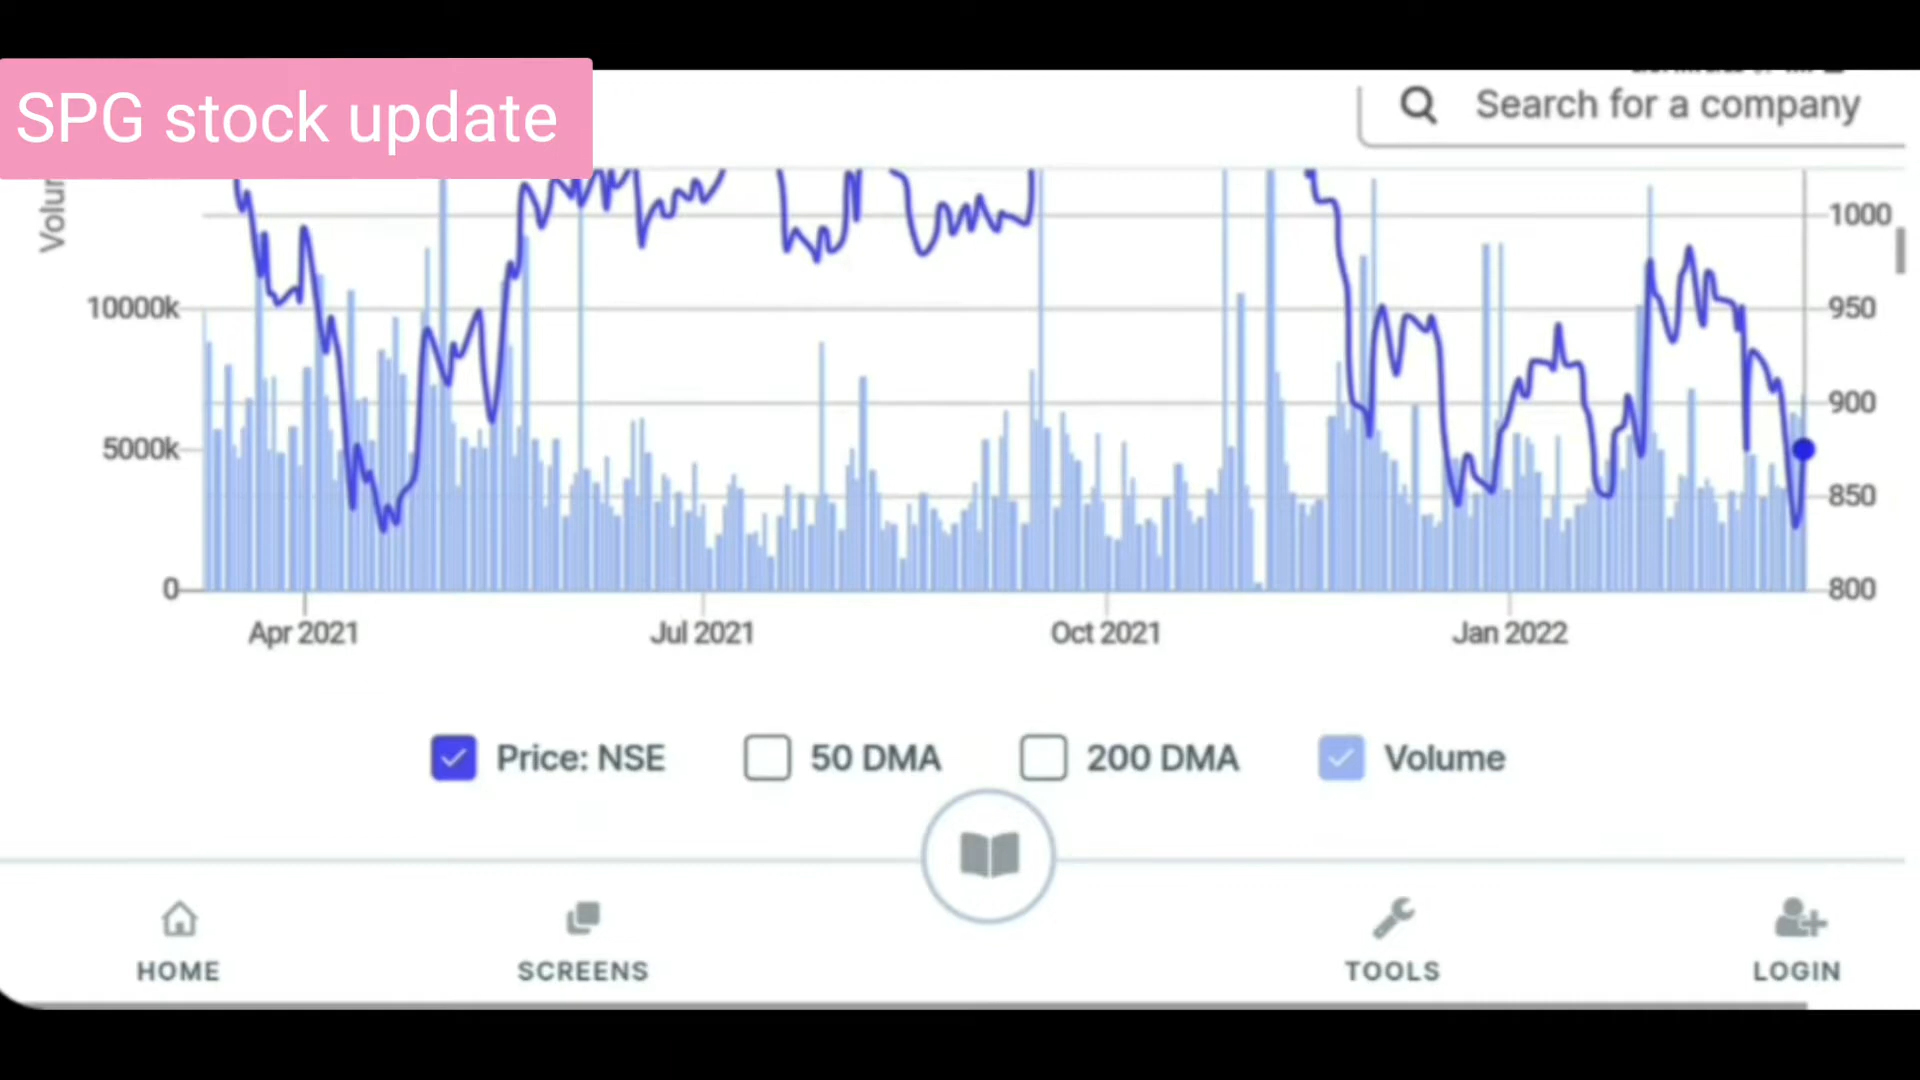 SPG stock update
Search for a company
Volu
1000
10000k
950
900
5000k
850
0
800
Apr 2021
Jul 2021
Oct 2021
Jan 2022
Price: NSE
50 DMA
200 DMA
Volume
HOME
SCREENS
TOOLS
LOGIN